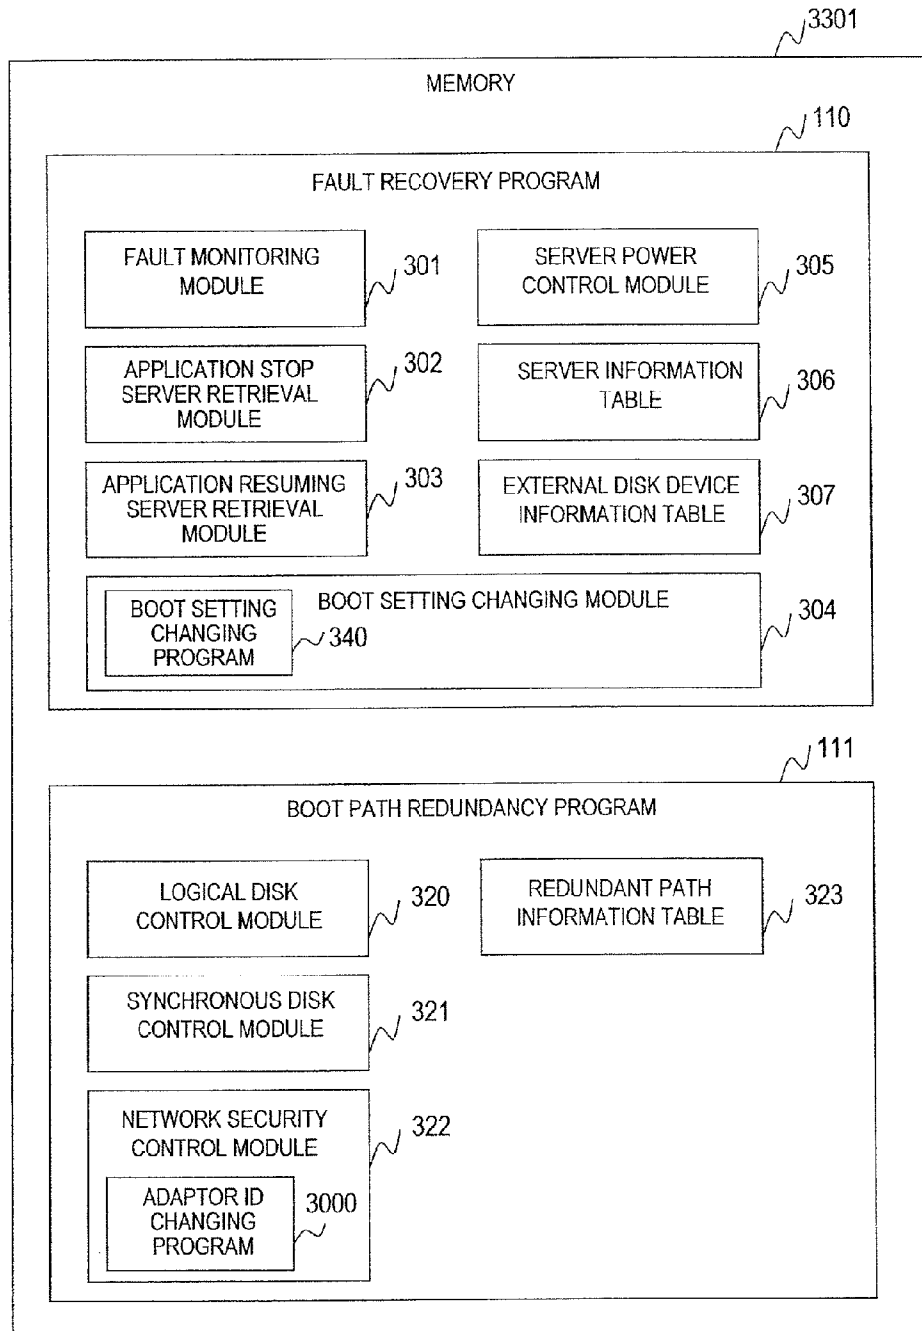 3301
MEMORY
110
FAULT RECOVERY PROGRAM
FAULT MONITORING
MODULE
301
SERVER POWER
CONTROL MODULE
305
APPLICATION STOP
SERVER RETRIEVAL
MODULE
302
SERVER INFORMATION
TABLE
306
APPLICATION RESUMING
SERVER RETRIEVAL
MODULE
303
EXTERNAL DISK DEVICE
INFORMATION TABLE
307
BOOT SETTING CHANGING MODULE
304
BOOT SETTING
CHANGING
PROGRAM
340
111
BOOT PATH REDUNDANCY PROGRAM
LOGICAL DISK
CONTROL MODULE
320
REDUNDANT PATH
INFORMATION TABLE
323
SYNCHRONOUS DISK
CONTROL MODULE
321
NETWORK SECURITY
CONTROL MODULE
322
ADAPTOR ID
CHANGING
PROGRAM
3000